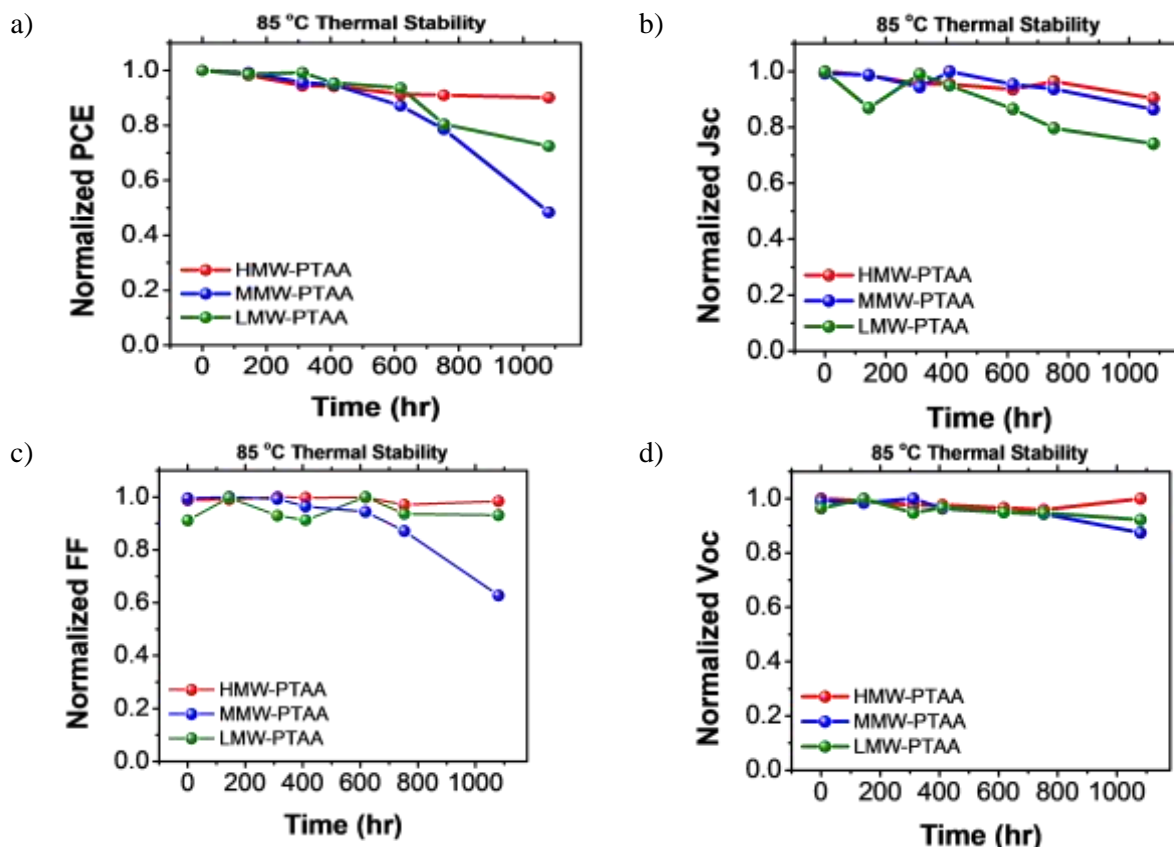 a)
85 °C Thermal Stability
Normalized PCE
1.0
0.8
0.6
0.4
0.2
0.0
HMW-PTAA
MMW-PTAA
LMW-PTAA
0 200 400 600 800 1000
Time (hr)
b)
85 °C Thermal Stability
Normalized Jsc
1.0
0.8
0.6
0.4
0.2
0.0
HMW-PTAA
MMW-PTAA
LMW-PTAA
0 200 400 600 800 1000
Time (hr)
c)
85 °C Thermal Stability
Normalized FF
1.0
0.8
0.6
0.4
0.2
0.0
HMW-PTAA
MMW-PTAA
LMW-PTAA
0 200 400 600 800 1000
Time (hr)
d)
85 °C Thermal Stability
Normalized Voc
1.0
0.8
0.6
0.4
0.2
0.0
HMW-PTAA
MMW-PTAA
LMW-PTAA
0 200 400 600 800 1000
Time (hr)